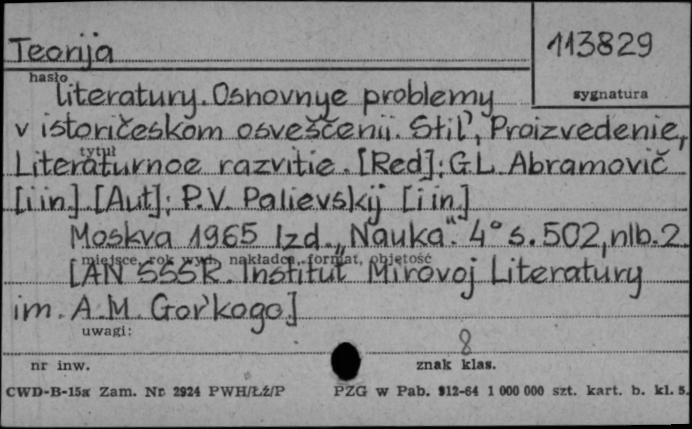 Teorija
113829
hasło
sygnatura
literatury. Osnovnye problemy
v istoričeskom osveščenii. Stil', Proizvedenie,
tytuł
Literaturnoe razvitie. [Red]: G.L. Abramovič
[i in.] [Aut]: P.V. Palievskij [i in.]
Moskva 1965 Izd. „Nauka". 4° s. 502, nlb. 2.
miejsce, rok wyd., nakładca, format, objętość
[AN SSSR. Institut Mirovoj Literatury
im. A.M. Gor'kogo]
uwagi:
8
nr inw.
znak klas.
CWD-B-15a Zam. Nr 2924 PWH/Łź/P PZG w Pab. 912-64 1 000 000 szt. kart. b. kl. 5.